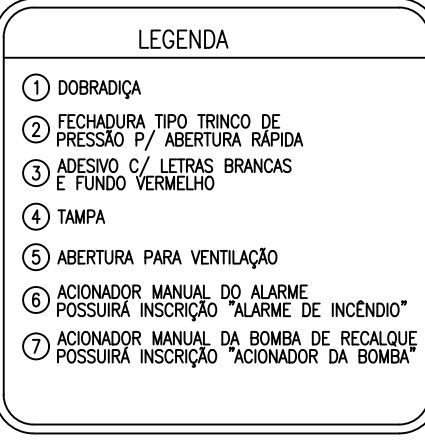 LEGENDA
1 DOBRADIÇA
2 FECHADURA TIPO TRINCO DE
PRESSÃO P/ ABERTURA RÁPIDA
3 ADESIVO C/ LETRAS BRANCAS
E FUNDO VERMELHO
4 TAMPA
5 ABERTURA PARA VENTILAÇÃO
6 ACIONADOR MANUAL DO ALARME
POSSUIRÁ INSCRIÇÃO "ALARME DE INCÊNDIO"
7 ACIONADOR MANUAL DA BOMBA DE RECALQUE
POSSUIRÁ INSCRIÇÃO "ACIONADOR DA BOMBA"